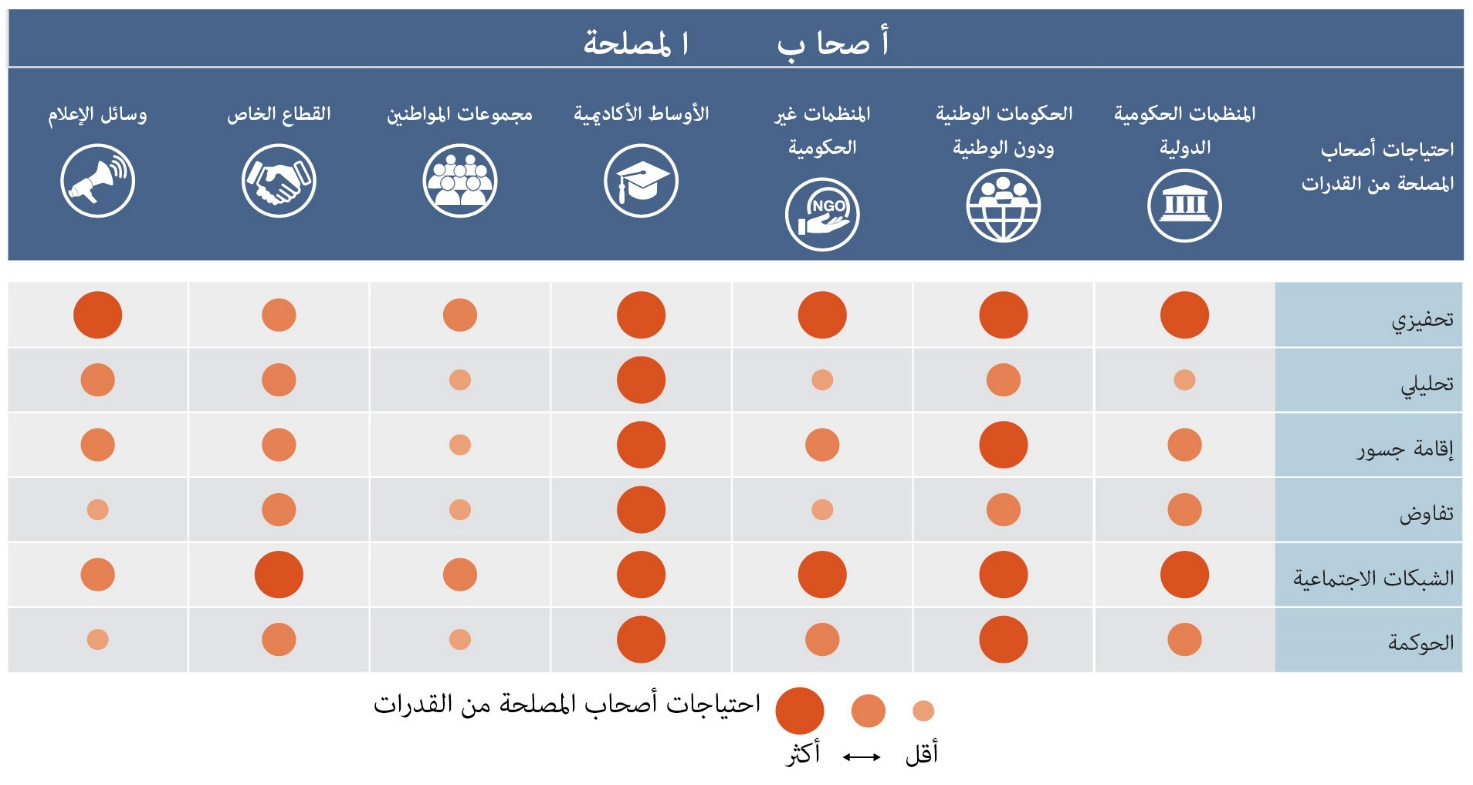 أصحاب المصلحة
احتياجات أصحاب
المصلحة من القدرات
المنظمات الحكومية
الدولية
الحكومات الوطنية
ودون الوطنية
المنظمات غير
الحكومية
NGO
الأوساط الأكاديمية
مجموعات المواطنين
القطاع الخاص
وسائل الإعلام
تحفيزي
تحليلي
إقامة جسور
تفاوض
الشبكات الاجتماعية
الحوكمة
احتياجات أصحاب المصلحة من القدرات
أقل ↔ أكثر